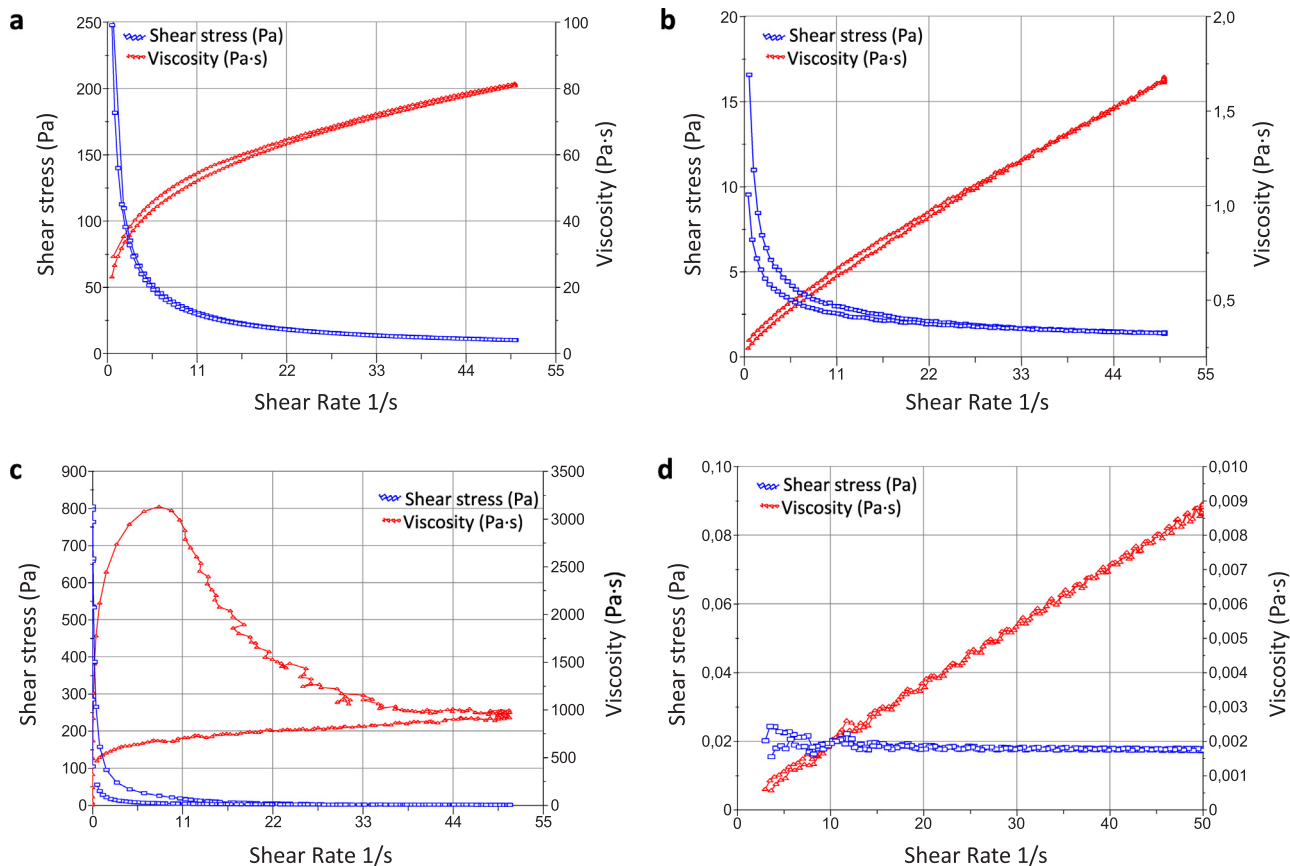 a
250
200
150
100
50
0
Shear stress (Pa)
Shear stress (Pa)
Viscosity (Pa·s)
100
80
60
40
20
0
Viscosity (Pa·s)
0 11 22 33 44 55
Shear Rate 1/s
b
20
15
10
5
0
Shear stress (Pa)
Shear stress (Pa)
Viscosity (Pa·s)
2,0
1,5
1,0
0,5
Viscosity (Pa·s)
0 11 22 33 44 55
Shear Rate 1/s
c
900
800
700
600
500
400
300
200
100
0
Shear stress (Pa)
Shear stress (Pa)
Viscosity (Pa·s)
3500
3000
2500
2000
1500
1000
500
0
Viscosity (Pa·s)
0 11 22 33 44 55
Shear Rate 1/s
d
0,10
0,08
0,06
0,04
0,02
0
Shear stress (Pa)
Shear stress (Pa)
Viscosity (Pa·s)
0,010
0,009
0,008
0,007
0,006
0,005
0,004
0,003
0,002
0,001
0
Viscosity (Pa·s)
0 10 20 30 40 50
Shear Rate 1/s